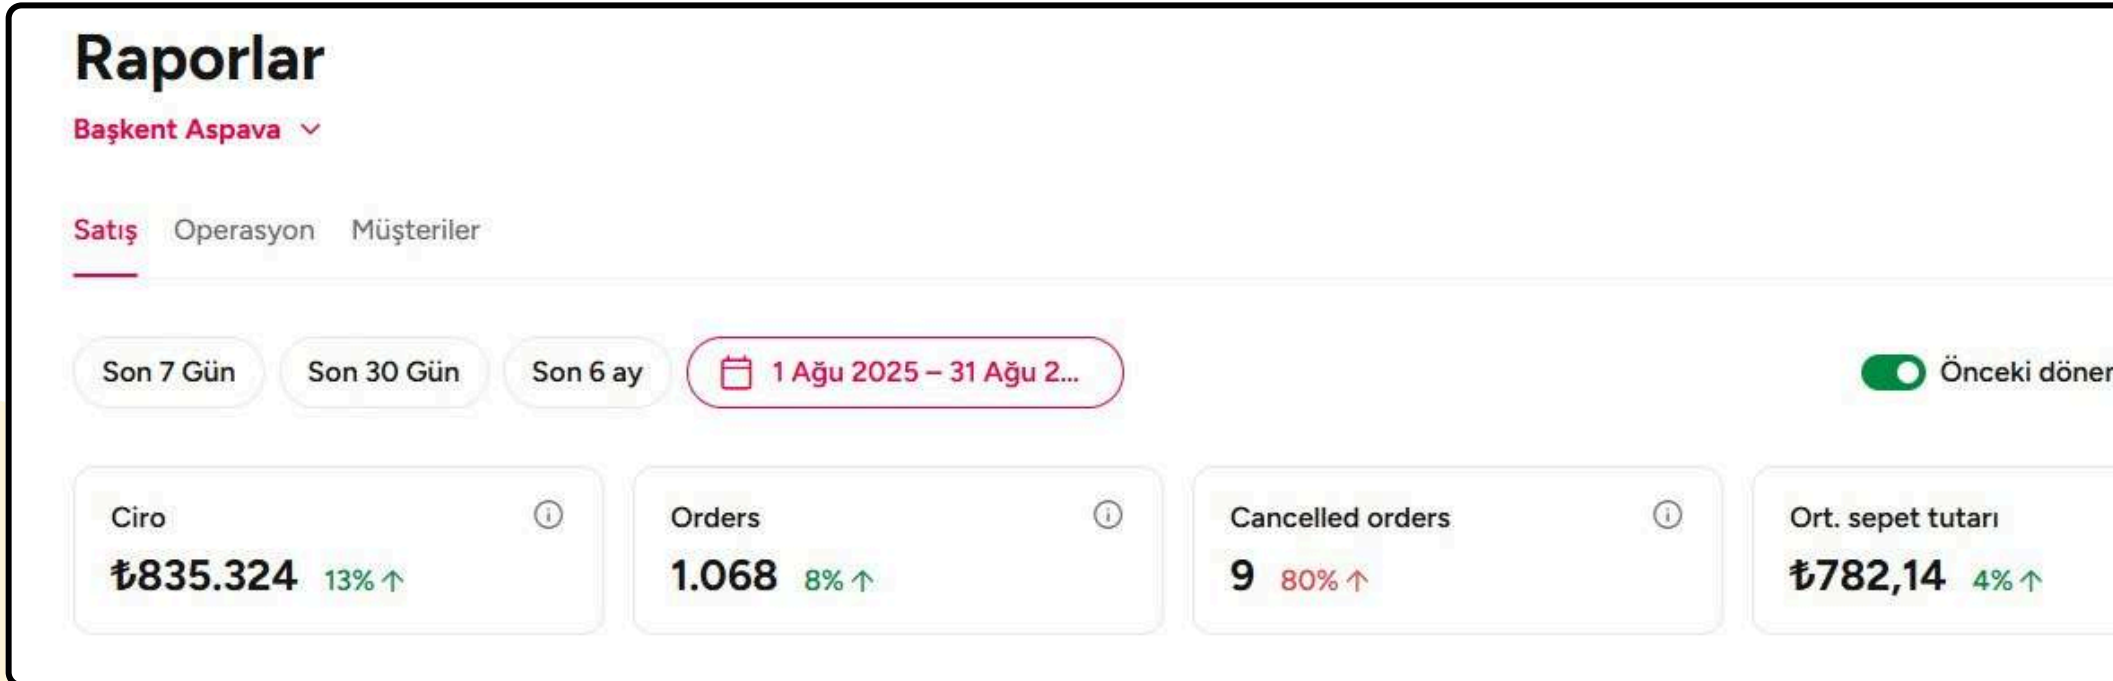 Raporlar
Başkent Aspava
Satış Operasyon Müşteriler
Son 7 Gün Son 30 Gün Son 6 ay 1 Ağu 2025 – 31 Ağu 2... Önceki döner
Ciro Orders Cancelled orders Ort. sepet tutarı
₺835.324 13% ↑ 1.068 8% ↑ 9 80% ↑ ₺782,14 4% ↑